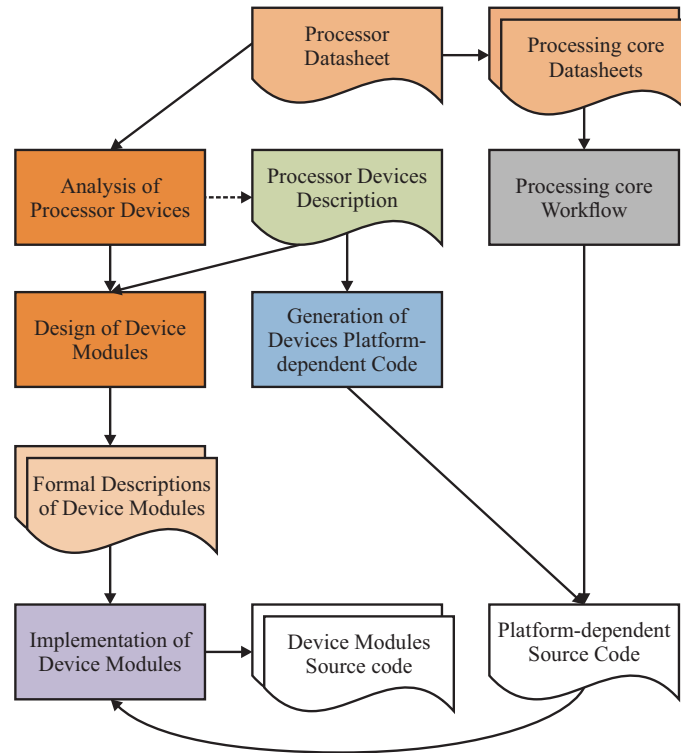 Processor
Datasheet
Processing core
Datasheets
Analysis of
Processor Devices
Processor Devices
Description
Processing core
Workflow
Design of Device
Modules
Generation of
Devices Platform-
dependent Code
Formal Descriptions
of Device Modules
Implementation of
Device Modules
Device Modules
Source code
Platform-dependent
Source Code